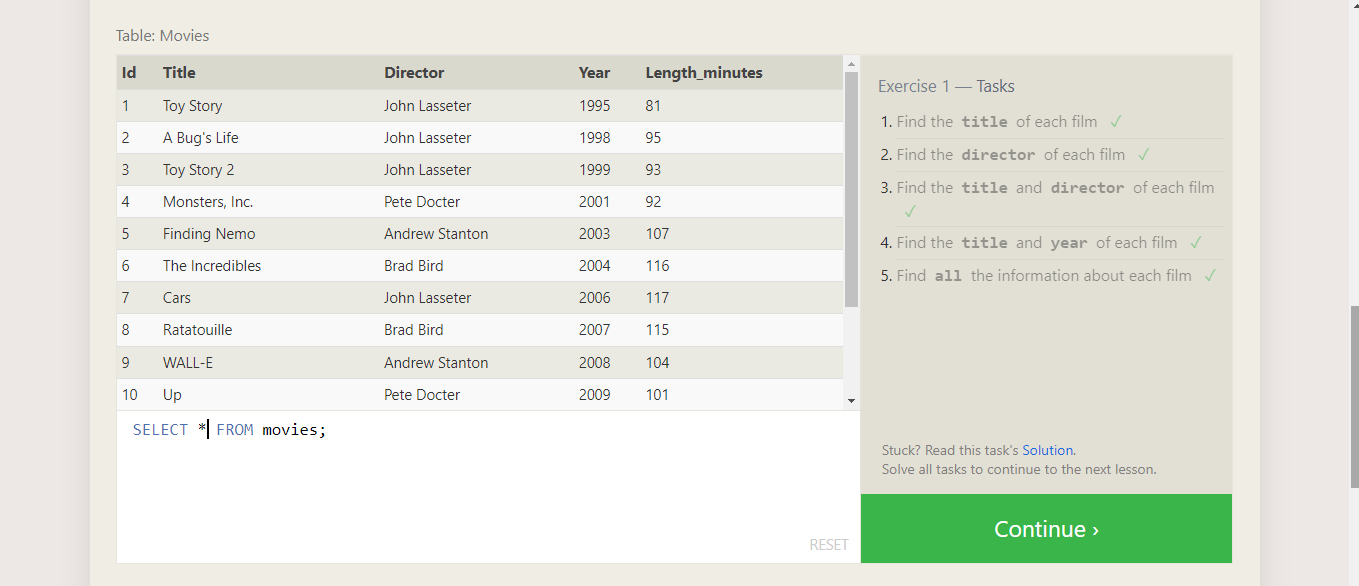 Table: Movies
Id Title Director Year Length_minutes
1 Toy Story John Lasseter 1995 81
2 A Bug's Life John Lasseter 1998 95
3 Toy Story 2 John Lasseter 1999 93
4 Monsters, Inc. Pete Docter 2001 92
5 Finding Nemo Andrew Stanton 2003 107
6 The Incredibles Brad Bird 2004 116
7 Cars John Lasseter 2006 117
8 Ratatouille Brad Bird 2007 115
9 WALL-E Andrew Stanton 2008 104
10 Up Pete Docter 2009 101
SELECT * FROM movies;
RESET
Exercise 1 — Tasks
1. Find the title of each film ✓
2. Find the director of each film ✓
3. Find the title and director of each film
✓
4. Find the title and year of each film ✓
5. Find all the information about each film ✓
Stuck? Read this task's Solution.
Solve all tasks to continue to the next lesson.
Continue ›